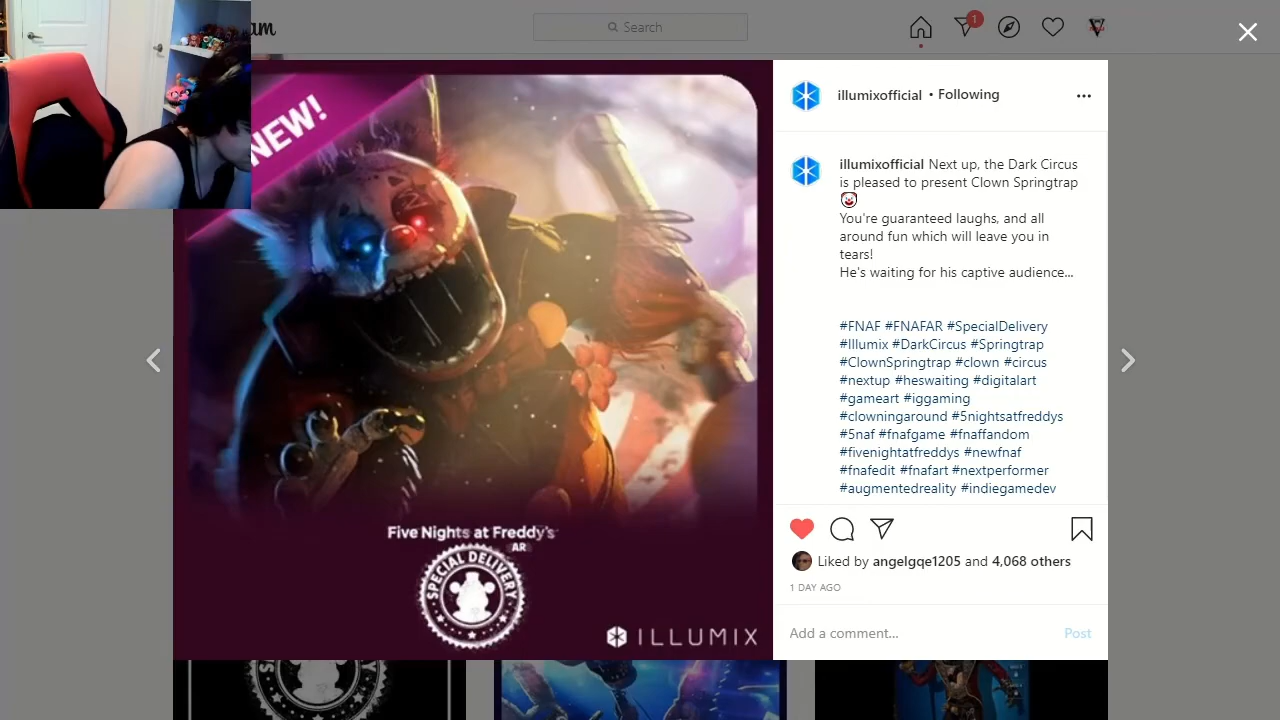 am
Search
1
NEW!
illumixofficial • Following
illumixofficial Next up, the Dark Circus
is pleased to present Clown Springtrap
🤡
You're guaranteed laughs, and all
around fun which will leave you in
tears!
He's waiting for his captive audience...
#FNAF #FNAFAR #SpecialDelivery
#Illumix #DarkCircus #Springtrap
#ClownSpringtrap #clown #circus
#nextup #heswaiting #digitalart
#gameart #iggaming
#clowningaround #5nightsatfreddys
#5naf #fnafgame #fnaffandom
#fivenightatfreddys #newfnaf
#fnafedit #fnafart #nextperformer
#augmentedreality #indiegamedev
Five Nights at Freddy's
AR
SPECIAL DELIVERY
ILLUMIX
Liked by angelgqe1205 and 4,068 others
1 DAY AGO
Add a comment...
Post